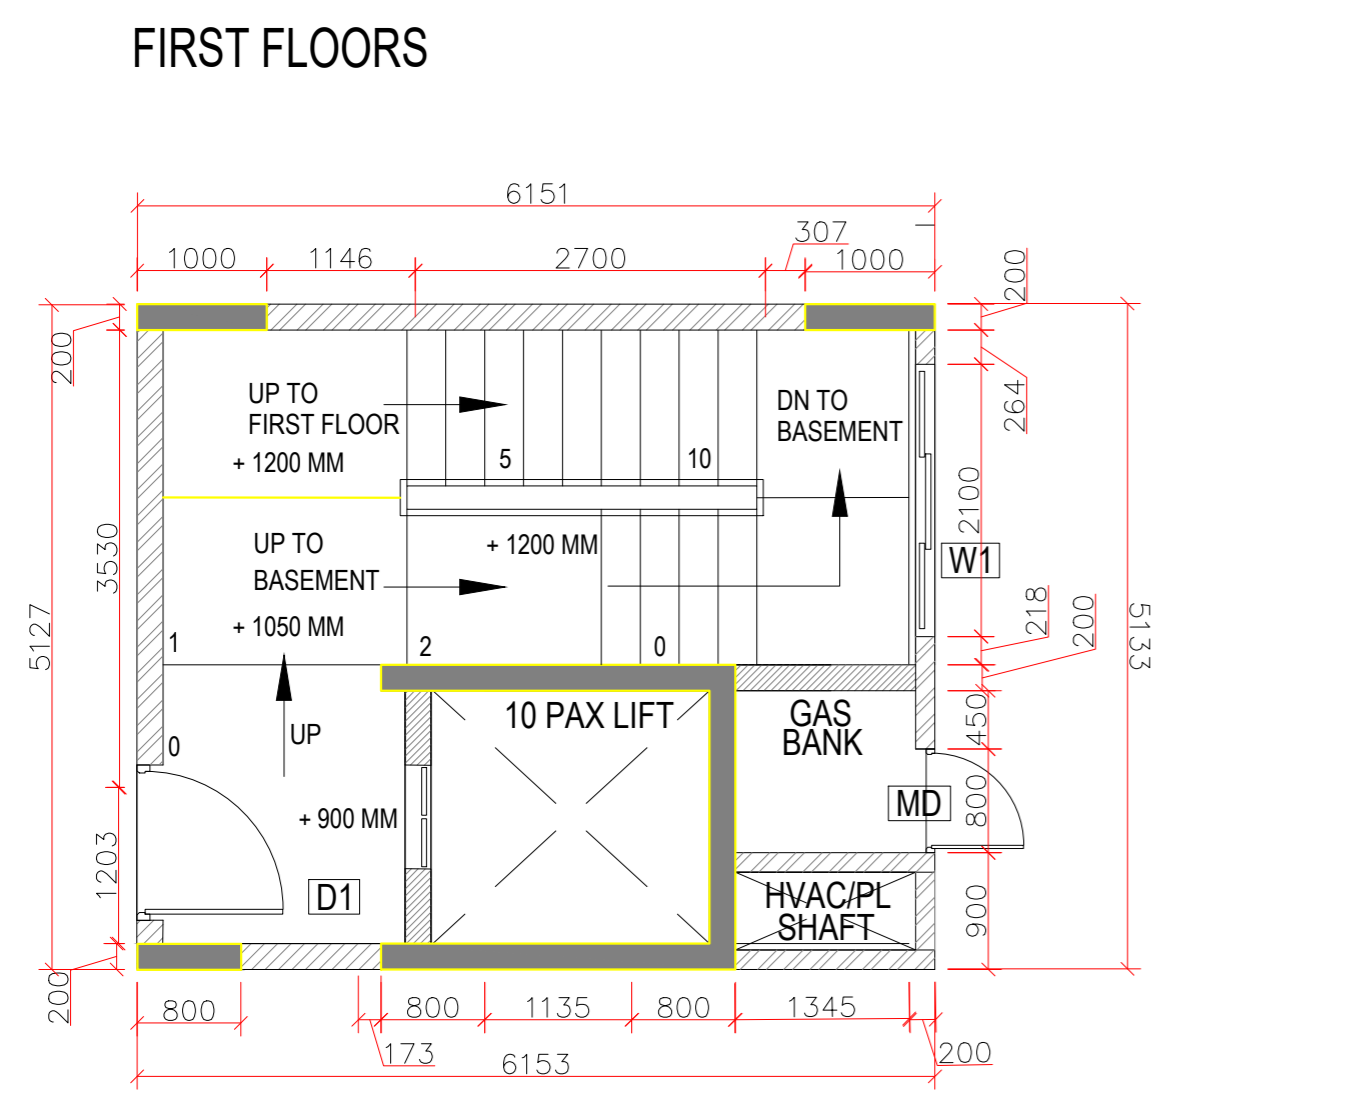 FIRST FLOORS
6151
307
1000
1146
2700
1000
200
200
264
UP TO
FIRST FLOOR
+ 1200 MM
DN TO
BASEMENT
5
10
2100
3530
UP TO
BASEMENT
+ 1050 MM
+ 1200 MM
W1
218
200
5127
5133
1
2
0
UP
0
10 PAX LIFT
GAS
BANK
450
+ 900 MM
MD
800
1203
D1
HVAC/PL
SHAFT
900
200
800
800
1135
800
1345
173
200
6153